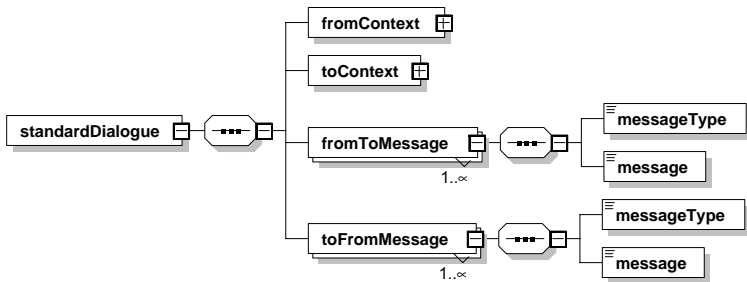 fromContext
toContext
standardDialogue
fromToMessage
1..∞
messageType
message
toFromMessage
1..∞
messageType
message